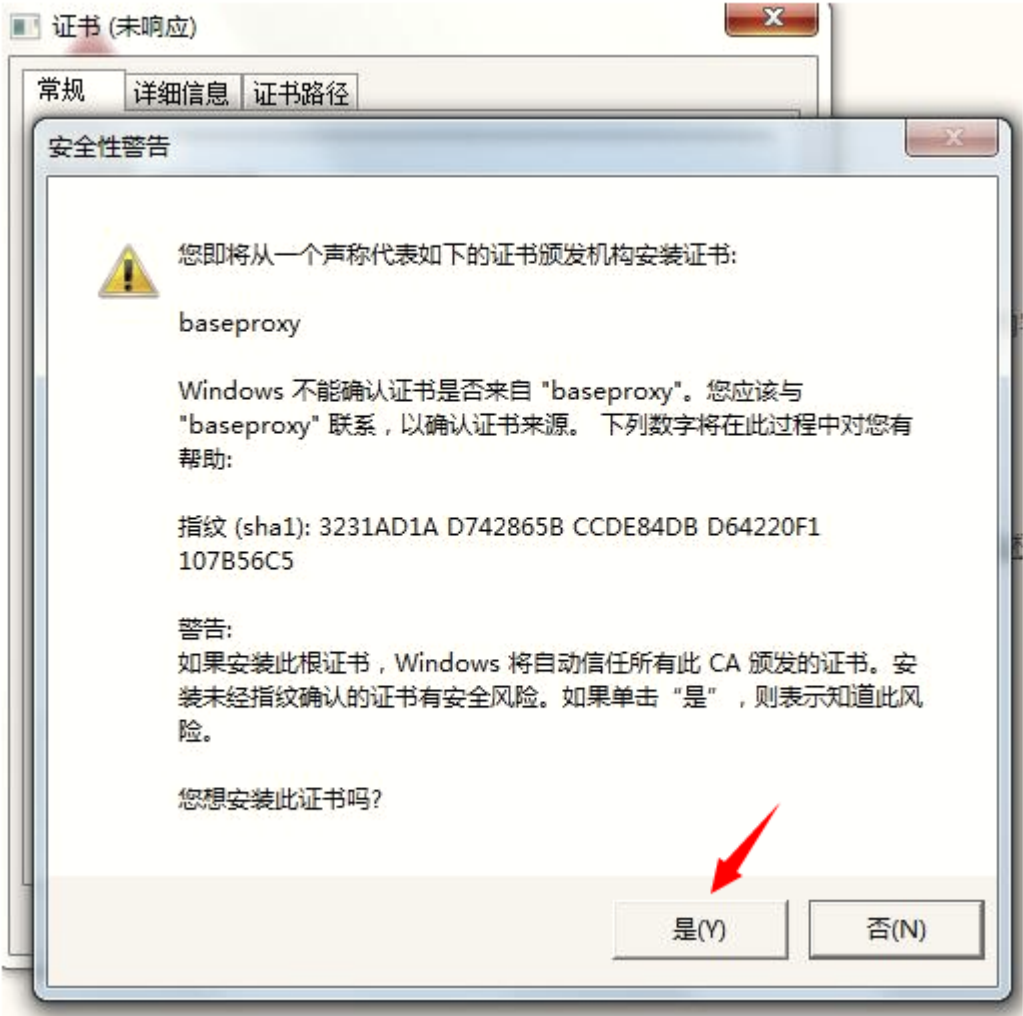 证书 (未响应)
常规
详细信息
证书路径
安全性警告
您即将从一个声称代表如下的证书颁发机构安装证书:
baseproxy
Windows 不能确认证书是否来自 "baseproxy"。您应该与
"baseproxy" 联系，以确认证书来源。 下列数字将在此过程中对您有
帮助:
指纹 (sha1): 3231AD1A D742865B CCDE84DB D64220F1
107B56C5
警告:
如果安装此根证书，Windows 将自动信任所有此 CA 颁发的证书。安
装未经指纹确认的证书有安全风险。如果单击“是”，则表示知道此风
险。
您想安装此证书吗?
是(Y)
否(N)